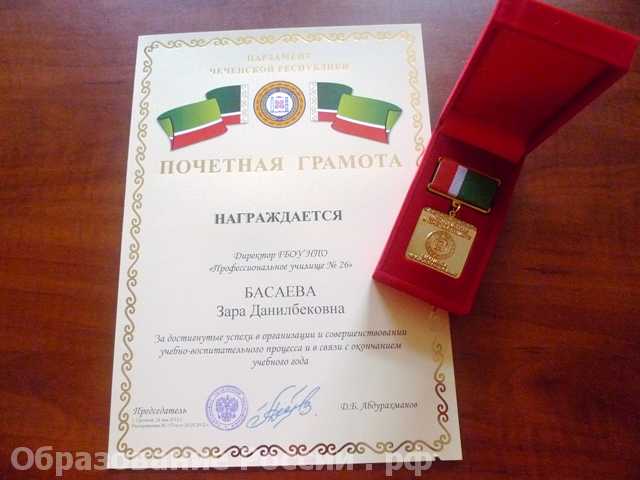 ПАРЛАМЕНТ
ЧЕЧЕНСКОЙ РЕСПУБЛИКИ
ПОЧЕТНАЯ ГРАМОТА
НАГРАЖДАЕТСЯ
Директор ГБОУ НПО
«Профессиональное училище № 26»
БАСАЕВА
Зара Данилбековна
За достигнутые успехи в организации и совершенствовании
учебно-воспитательного процесса и в связи с окончанием
учебного года
Председатель
Д.Б. Абдурахманов
Образование России . рф